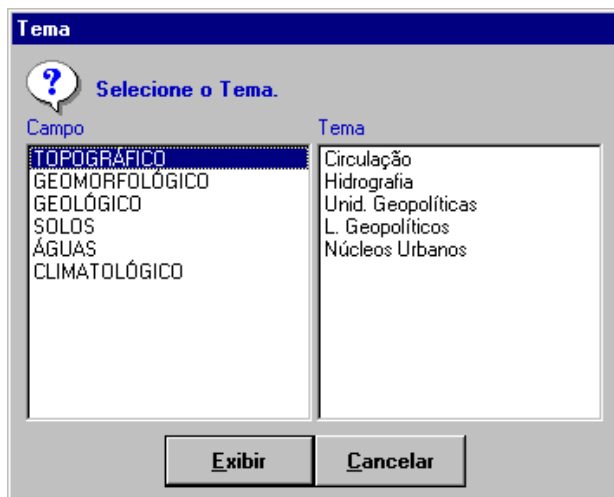 Tema
?
Selecione o Tema.
Campo
TOPOGRÁFICO
GEOMORFOLÓGICO
GEOLÓGICO
SOLOS
ÁGUAS
CLIMATOLÓGICO
Tema
Circulação
Hidrografia
Unid. Geopolíticas
L. Geopolíticos
Núcleos Urbanos
Exibir
Cancelar